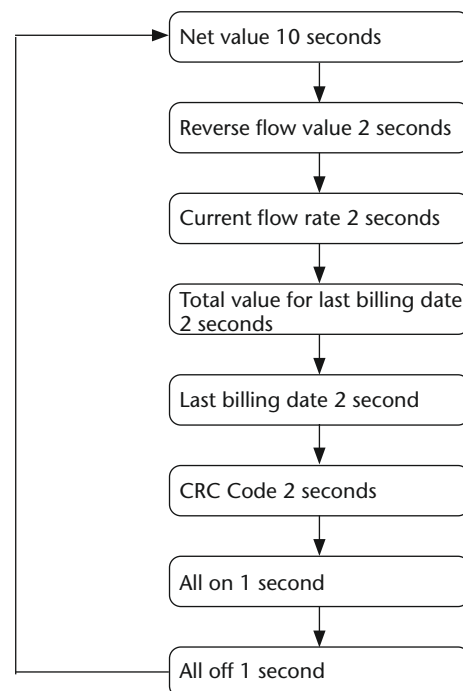 Net value 10 seconds
Reverse flow value 2 seconds
Current flow rate 2 seconds
Total value for last billing date
2 seconds
Last billing date 2 second
CRC Code 2 seconds
All on 1 second
All off 1 second